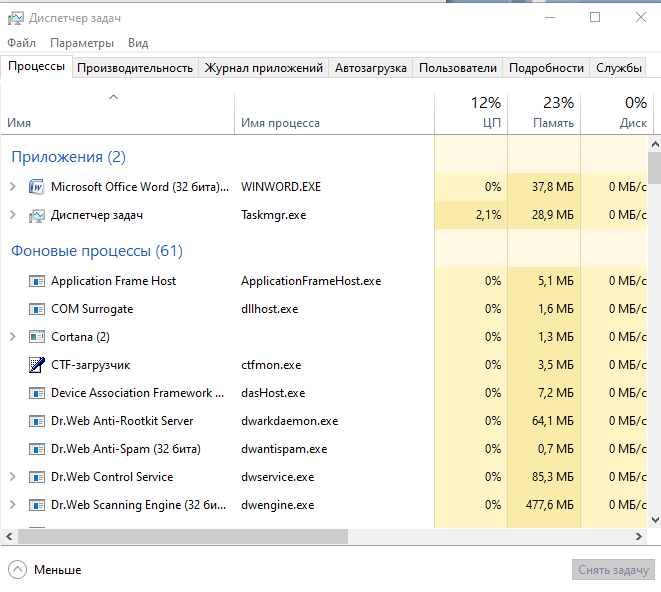 Диспетчер задач
Файл Параметры Вид
Процессы Производительность Журнал приложений Автозагрузка Пользователи Подробности Службы
12% 23% 0%
Имя Имя процесса ЦП Память Диск
Приложения (2)
Microsoft Office Word (32 бита)... WINWORD.EXE 0% 37,8 МБ 0 МБ/с
Диспетчер задач Taskmgr.exe 2,1% 28,9 МБ 0 МБ/с
Фоновые процессы (61)
Application Frame Host ApplicationFrameHost.exe 0% 5,1 МБ 0 МБ/с
COM Surrogate dllhost.exe 0% 1,6 МБ 0 МБ/с
Cortana (2) 0% 1,3 МБ 0 МБ/с
CTF-загрузчик ctfmon.exe 0% 3,5 МБ 0 МБ/с
Device Association Framework ... dasHost.exe 0% 7,2 МБ 0 МБ/с
Dr.Web Anti-Rootkit Server dwarkdaemon.exe 0% 64,1 МБ 0 МБ/с
Dr.Web Anti-Spam (32 бита) dwantispam.exe 0% 0,7 МБ 0 МБ/с
Dr.Web Control Service dwservice.exe 0% 85,3 МБ 0 МБ/с
Dr.Web Scanning Engine (32 би... dwengine.exe 0% 477,6 МБ 0 МБ/с
Меньше Снять задачу